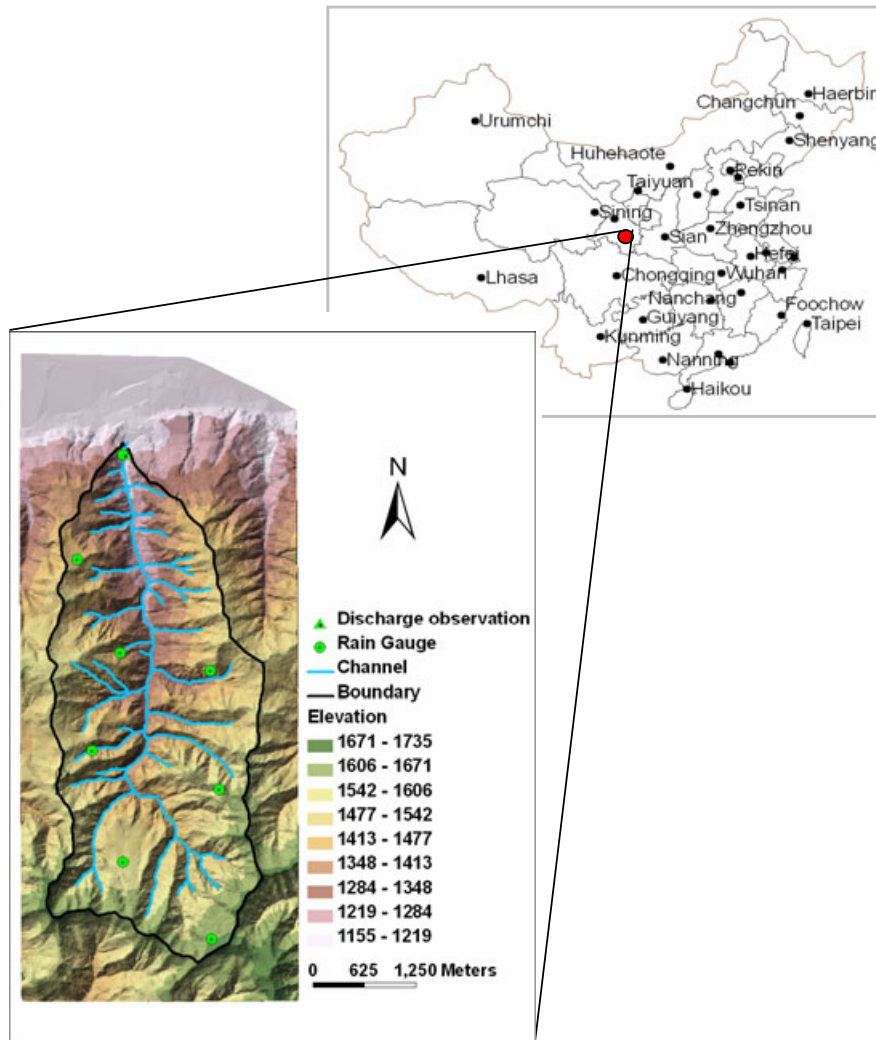 Haerbin
Changchun
Urumchi
Shenyang
Huhehaote
Pekin
Taiyuan
Tsinan
Sining
Zhengzhou
Sian
Hefei
Lhasa
Chongqing
Wuhan
Nanchang
Foochow
Guiyang
Taipei
Kunming
Nanning
Haikou
N
Discharge observation
Rain Gauge
Channel
Boundary
Elevation
1671 - 1735
1606 - 1671
1542 - 1606
1477 - 1542
1413 - 1477
1348 - 1413
1284 - 1348
1219 - 1284
1155 - 1219
0 625 1,250 Meters